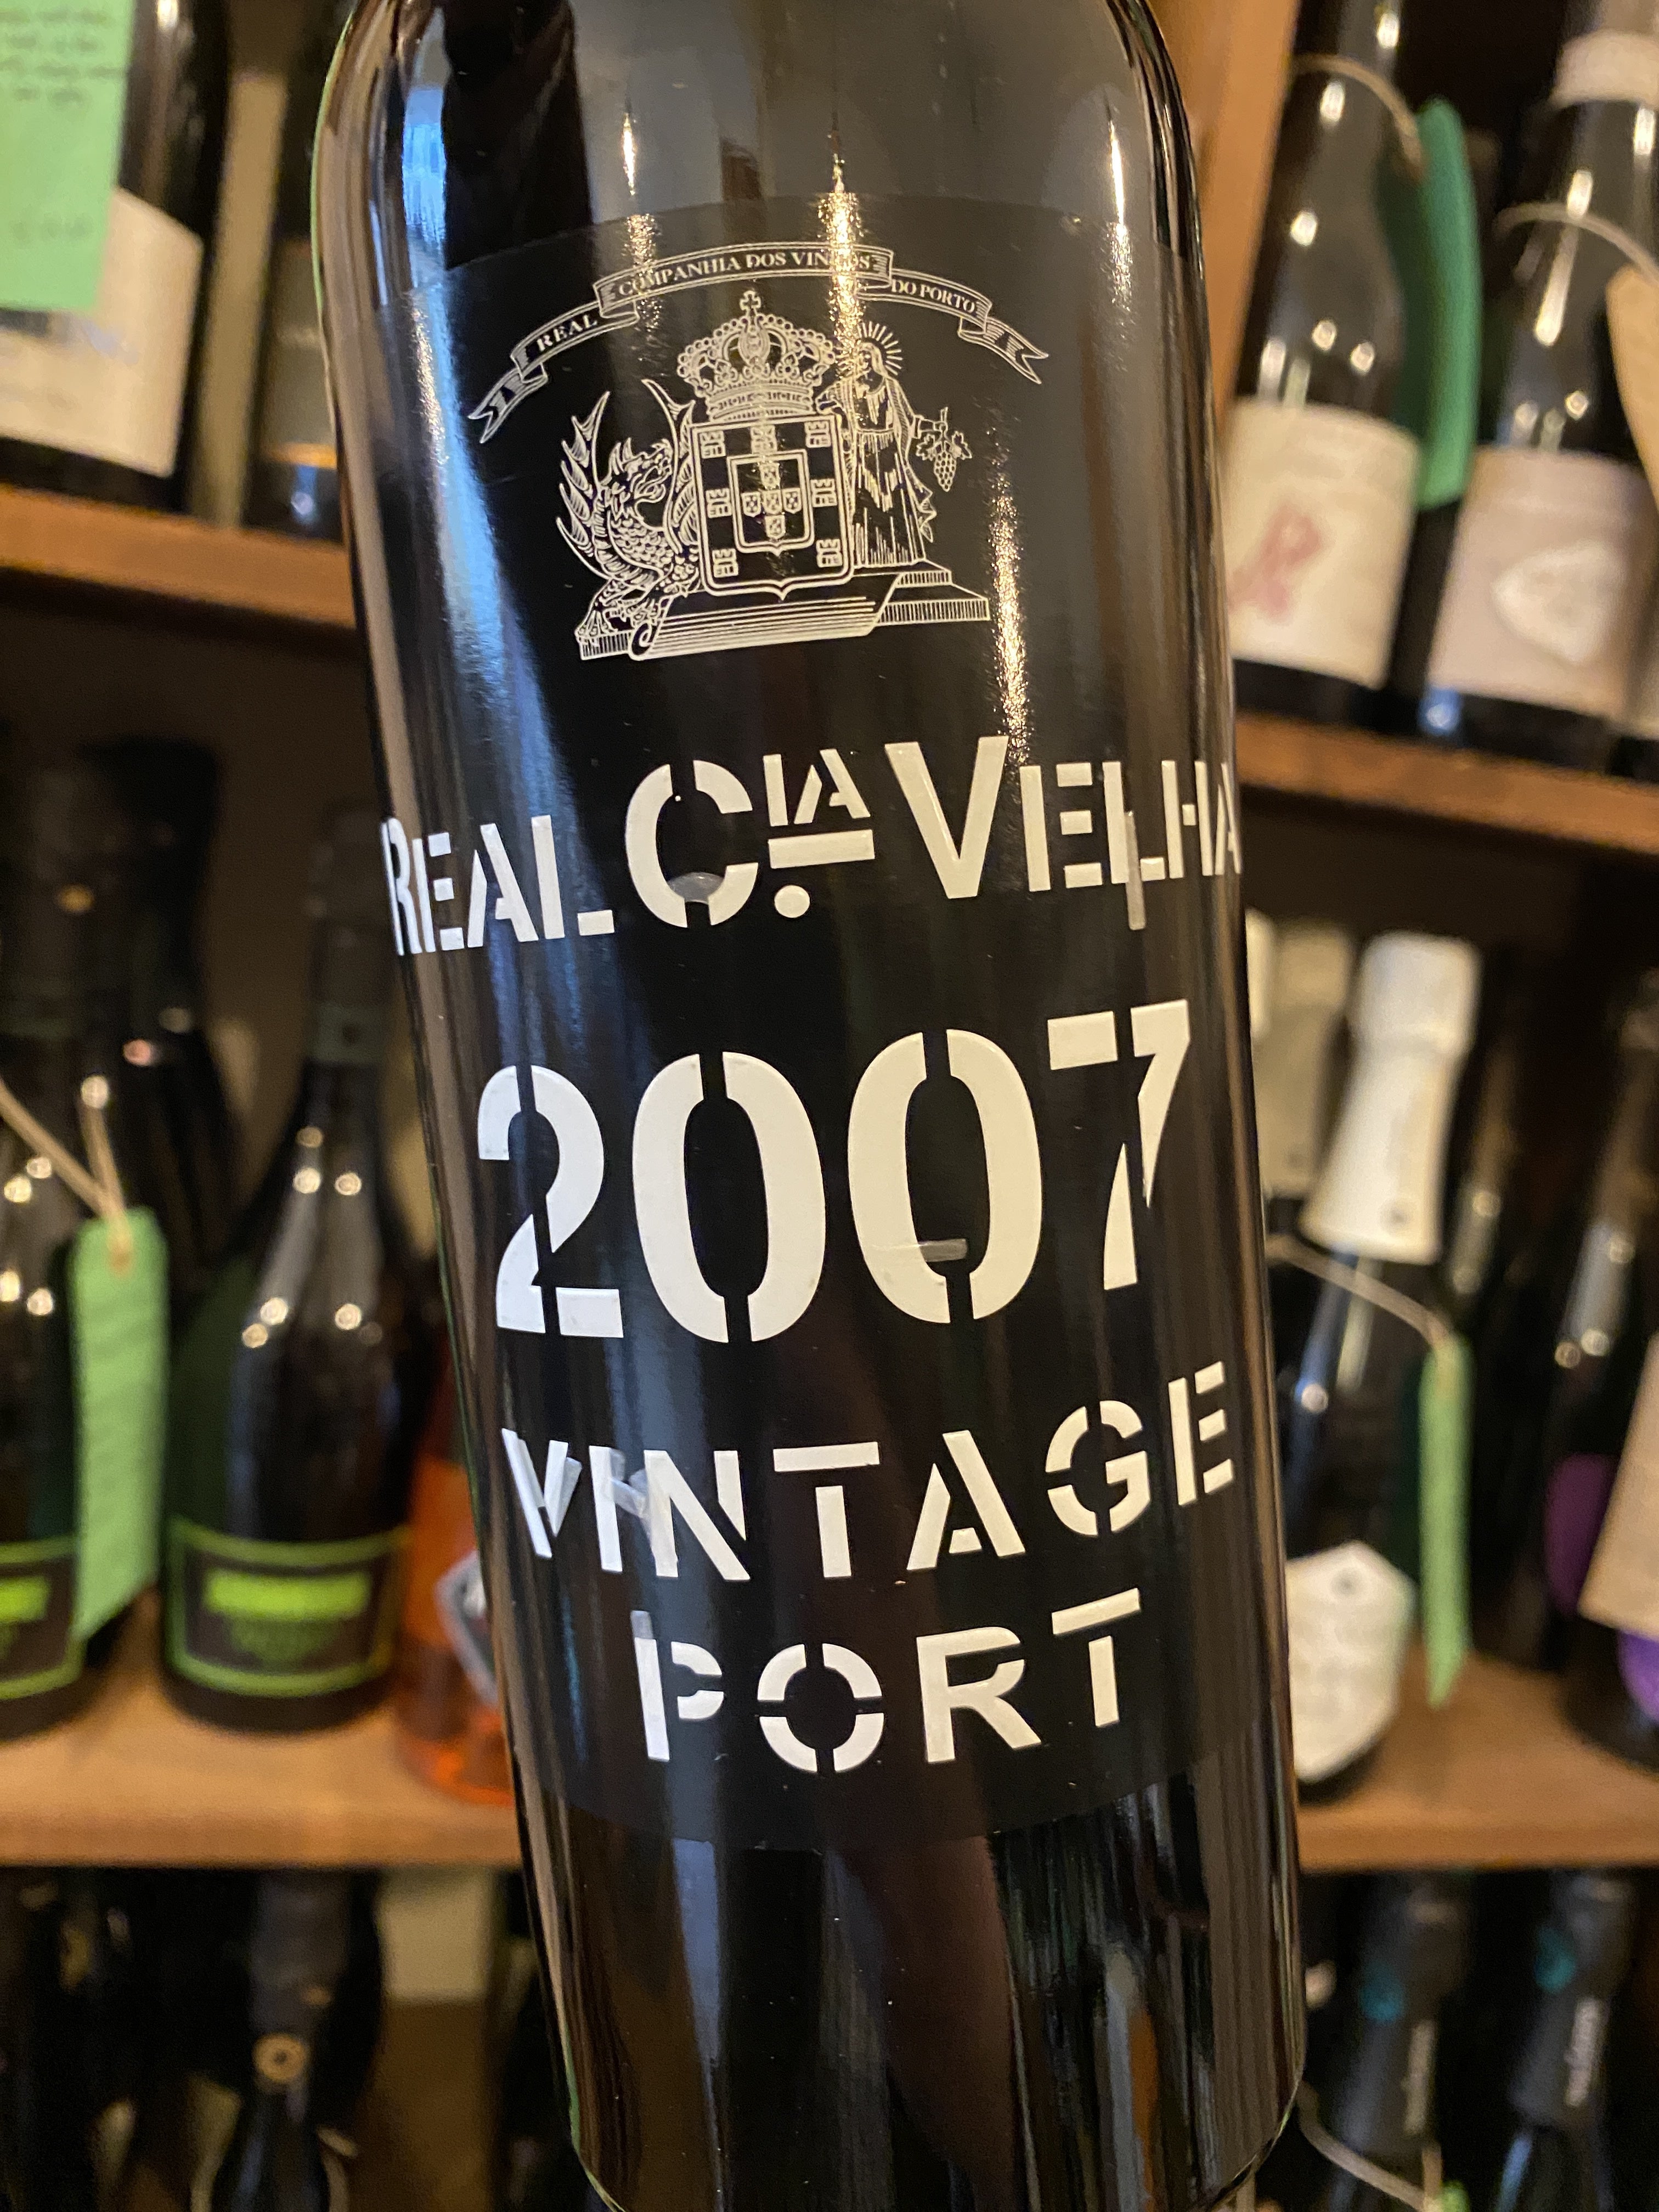 REAL COMPANHIA DOS VINHOS DO PORTO
REAL CIA. VELHA
2007
VINTAGE
PORT